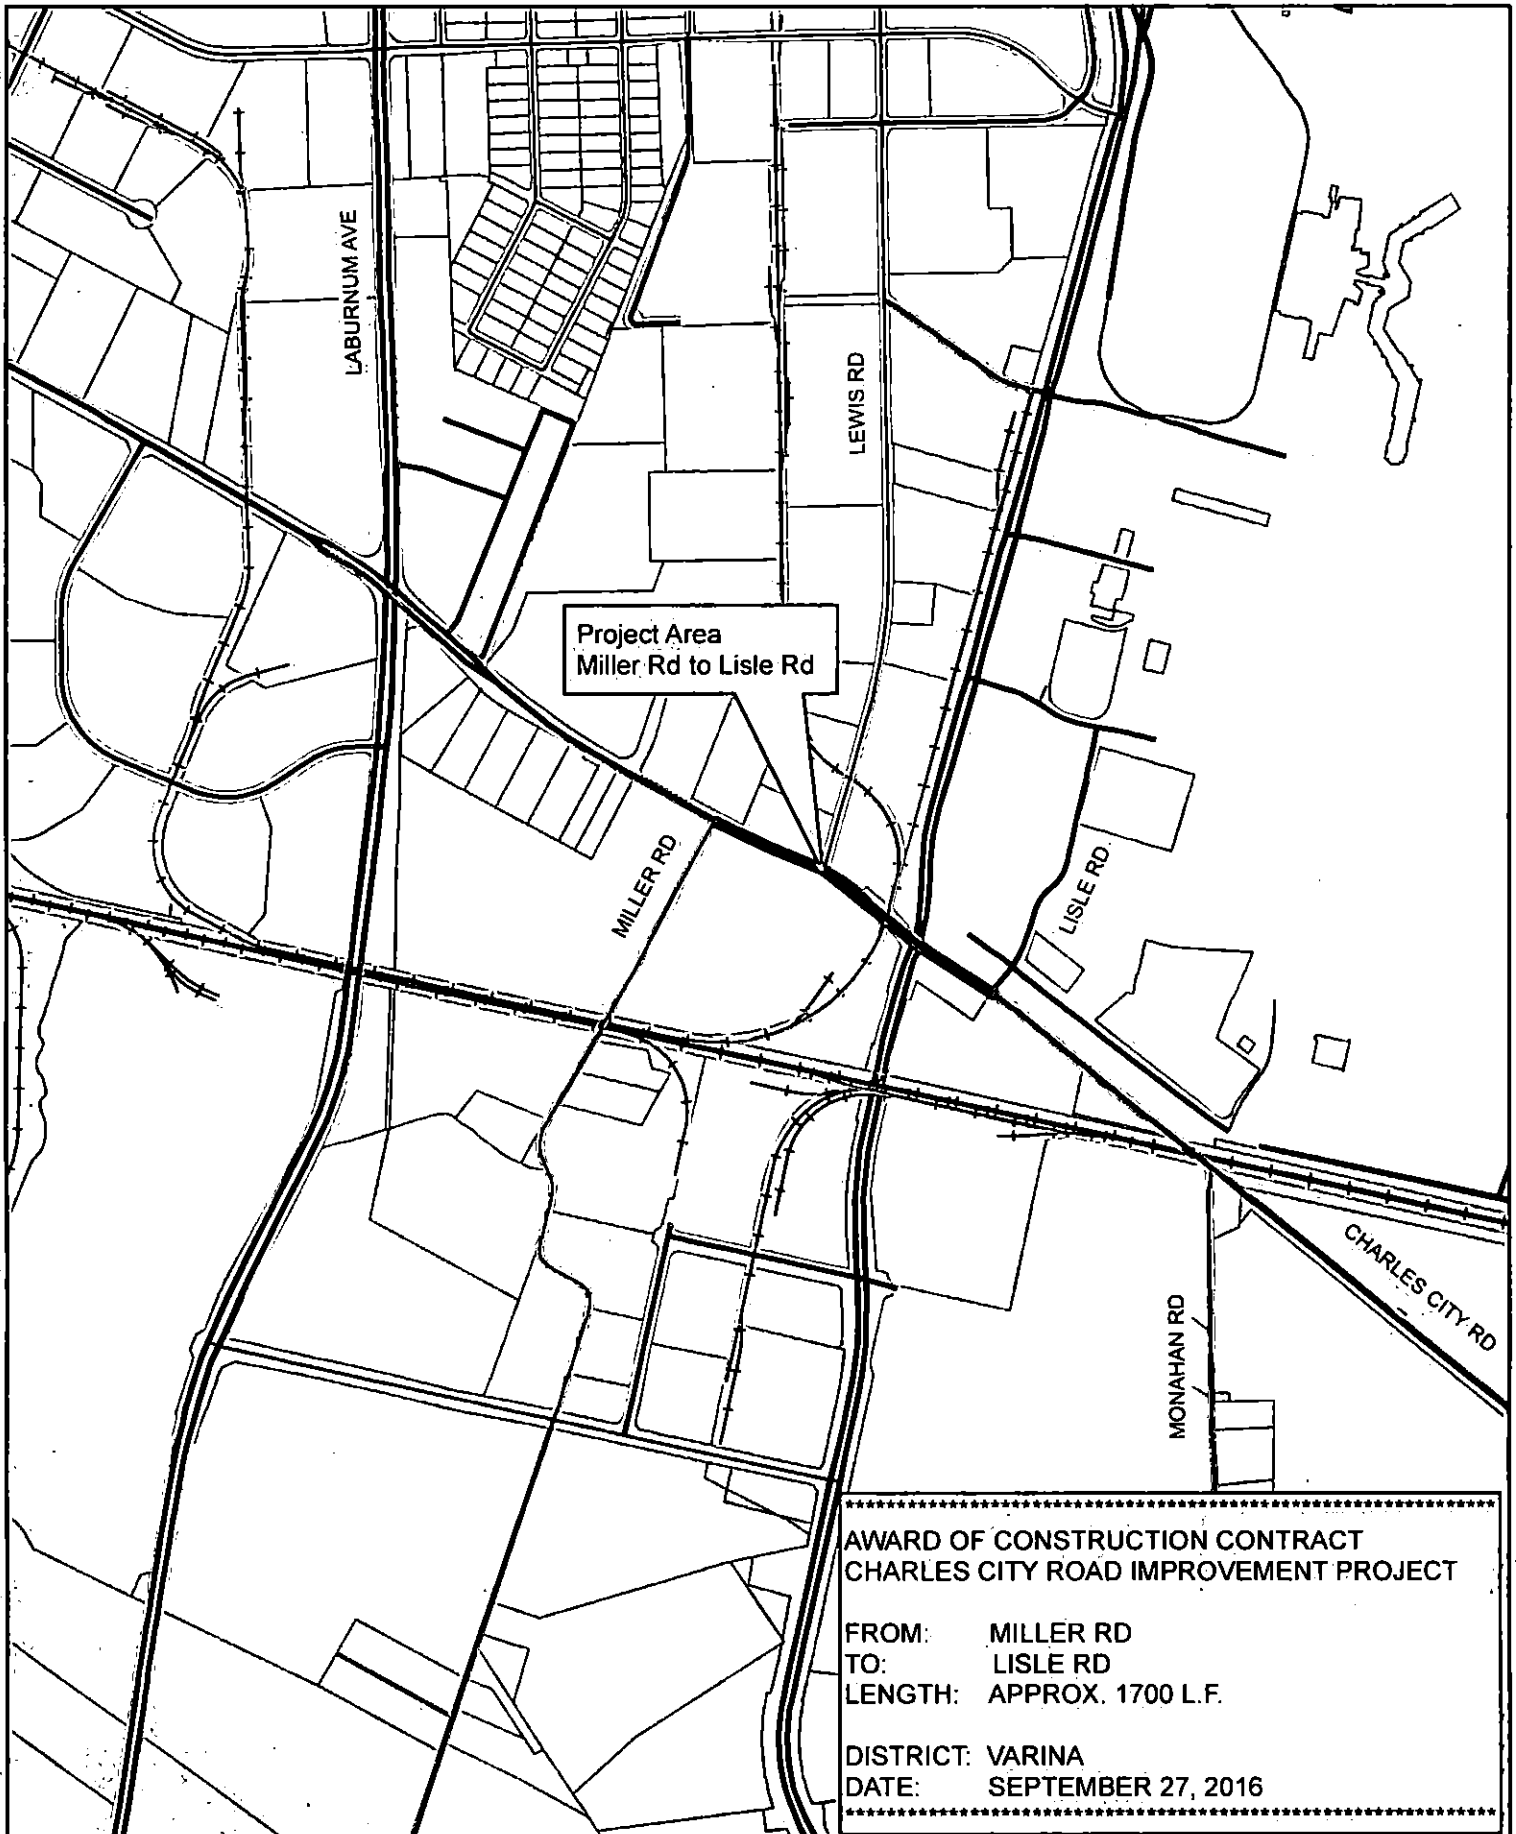 LABURNUM AVE
LEWIS RD
Project Area
Miller Rd to Lisle Rd
MILLER RD
LISLE RD
CHARLES CITY RD
MONAHAN RD
******************************************************************************
AWARD OF CONSTRUCTION CONTRACT
CHARLES CITY ROAD IMPROVEMENT PROJECT
FROM: MILLER RD
TO: LISLE RD
LENGTH: APPROX. 1700 L.F.
DISTRICT: VARINA
DATE: SEPTEMBER 27, 2016
******************************************************************************